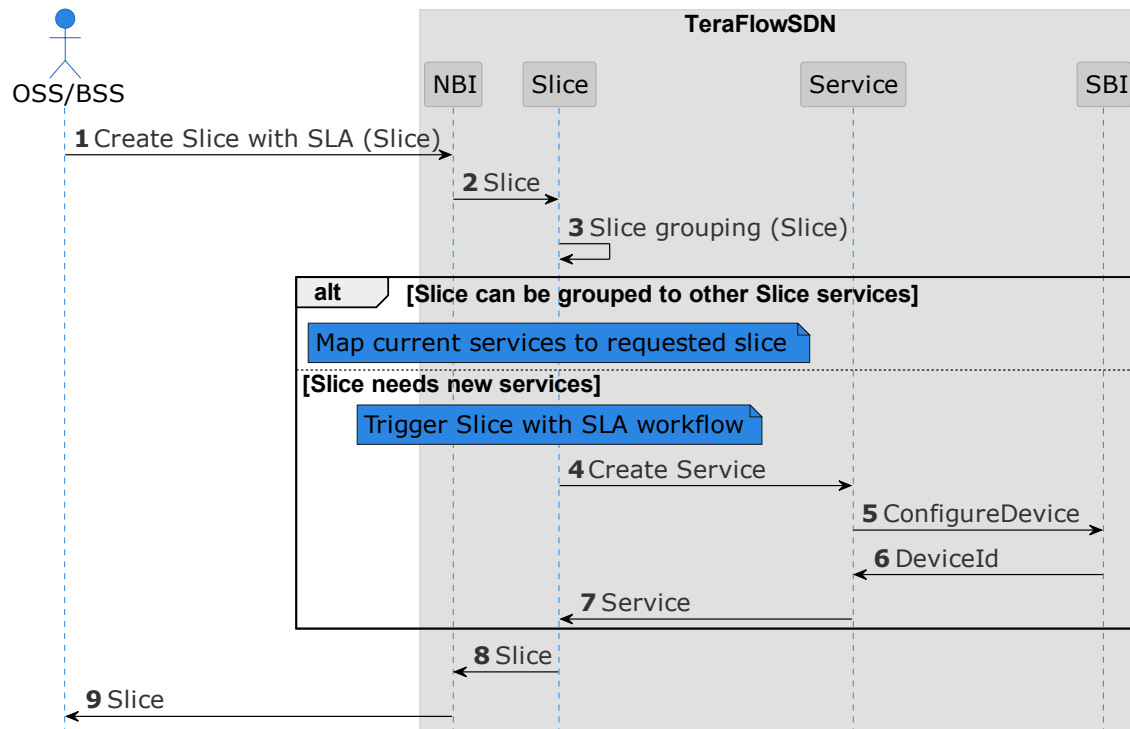 TeraFlowSDN
OSS/BSS
NBI
Slice
Service
SBI
1 Create Slice with SLA (Slice)
2 Slice
3 Slice grouping (Slice)
alt [Slice can be grouped to other Slice services]
Map current services to requested slice
[Slice needs new services]
Trigger Slice with SLA workflow
4 Create Service
5 ConfigureDevice
6 DeviceId
7 Service
8 Slice
9 Slice